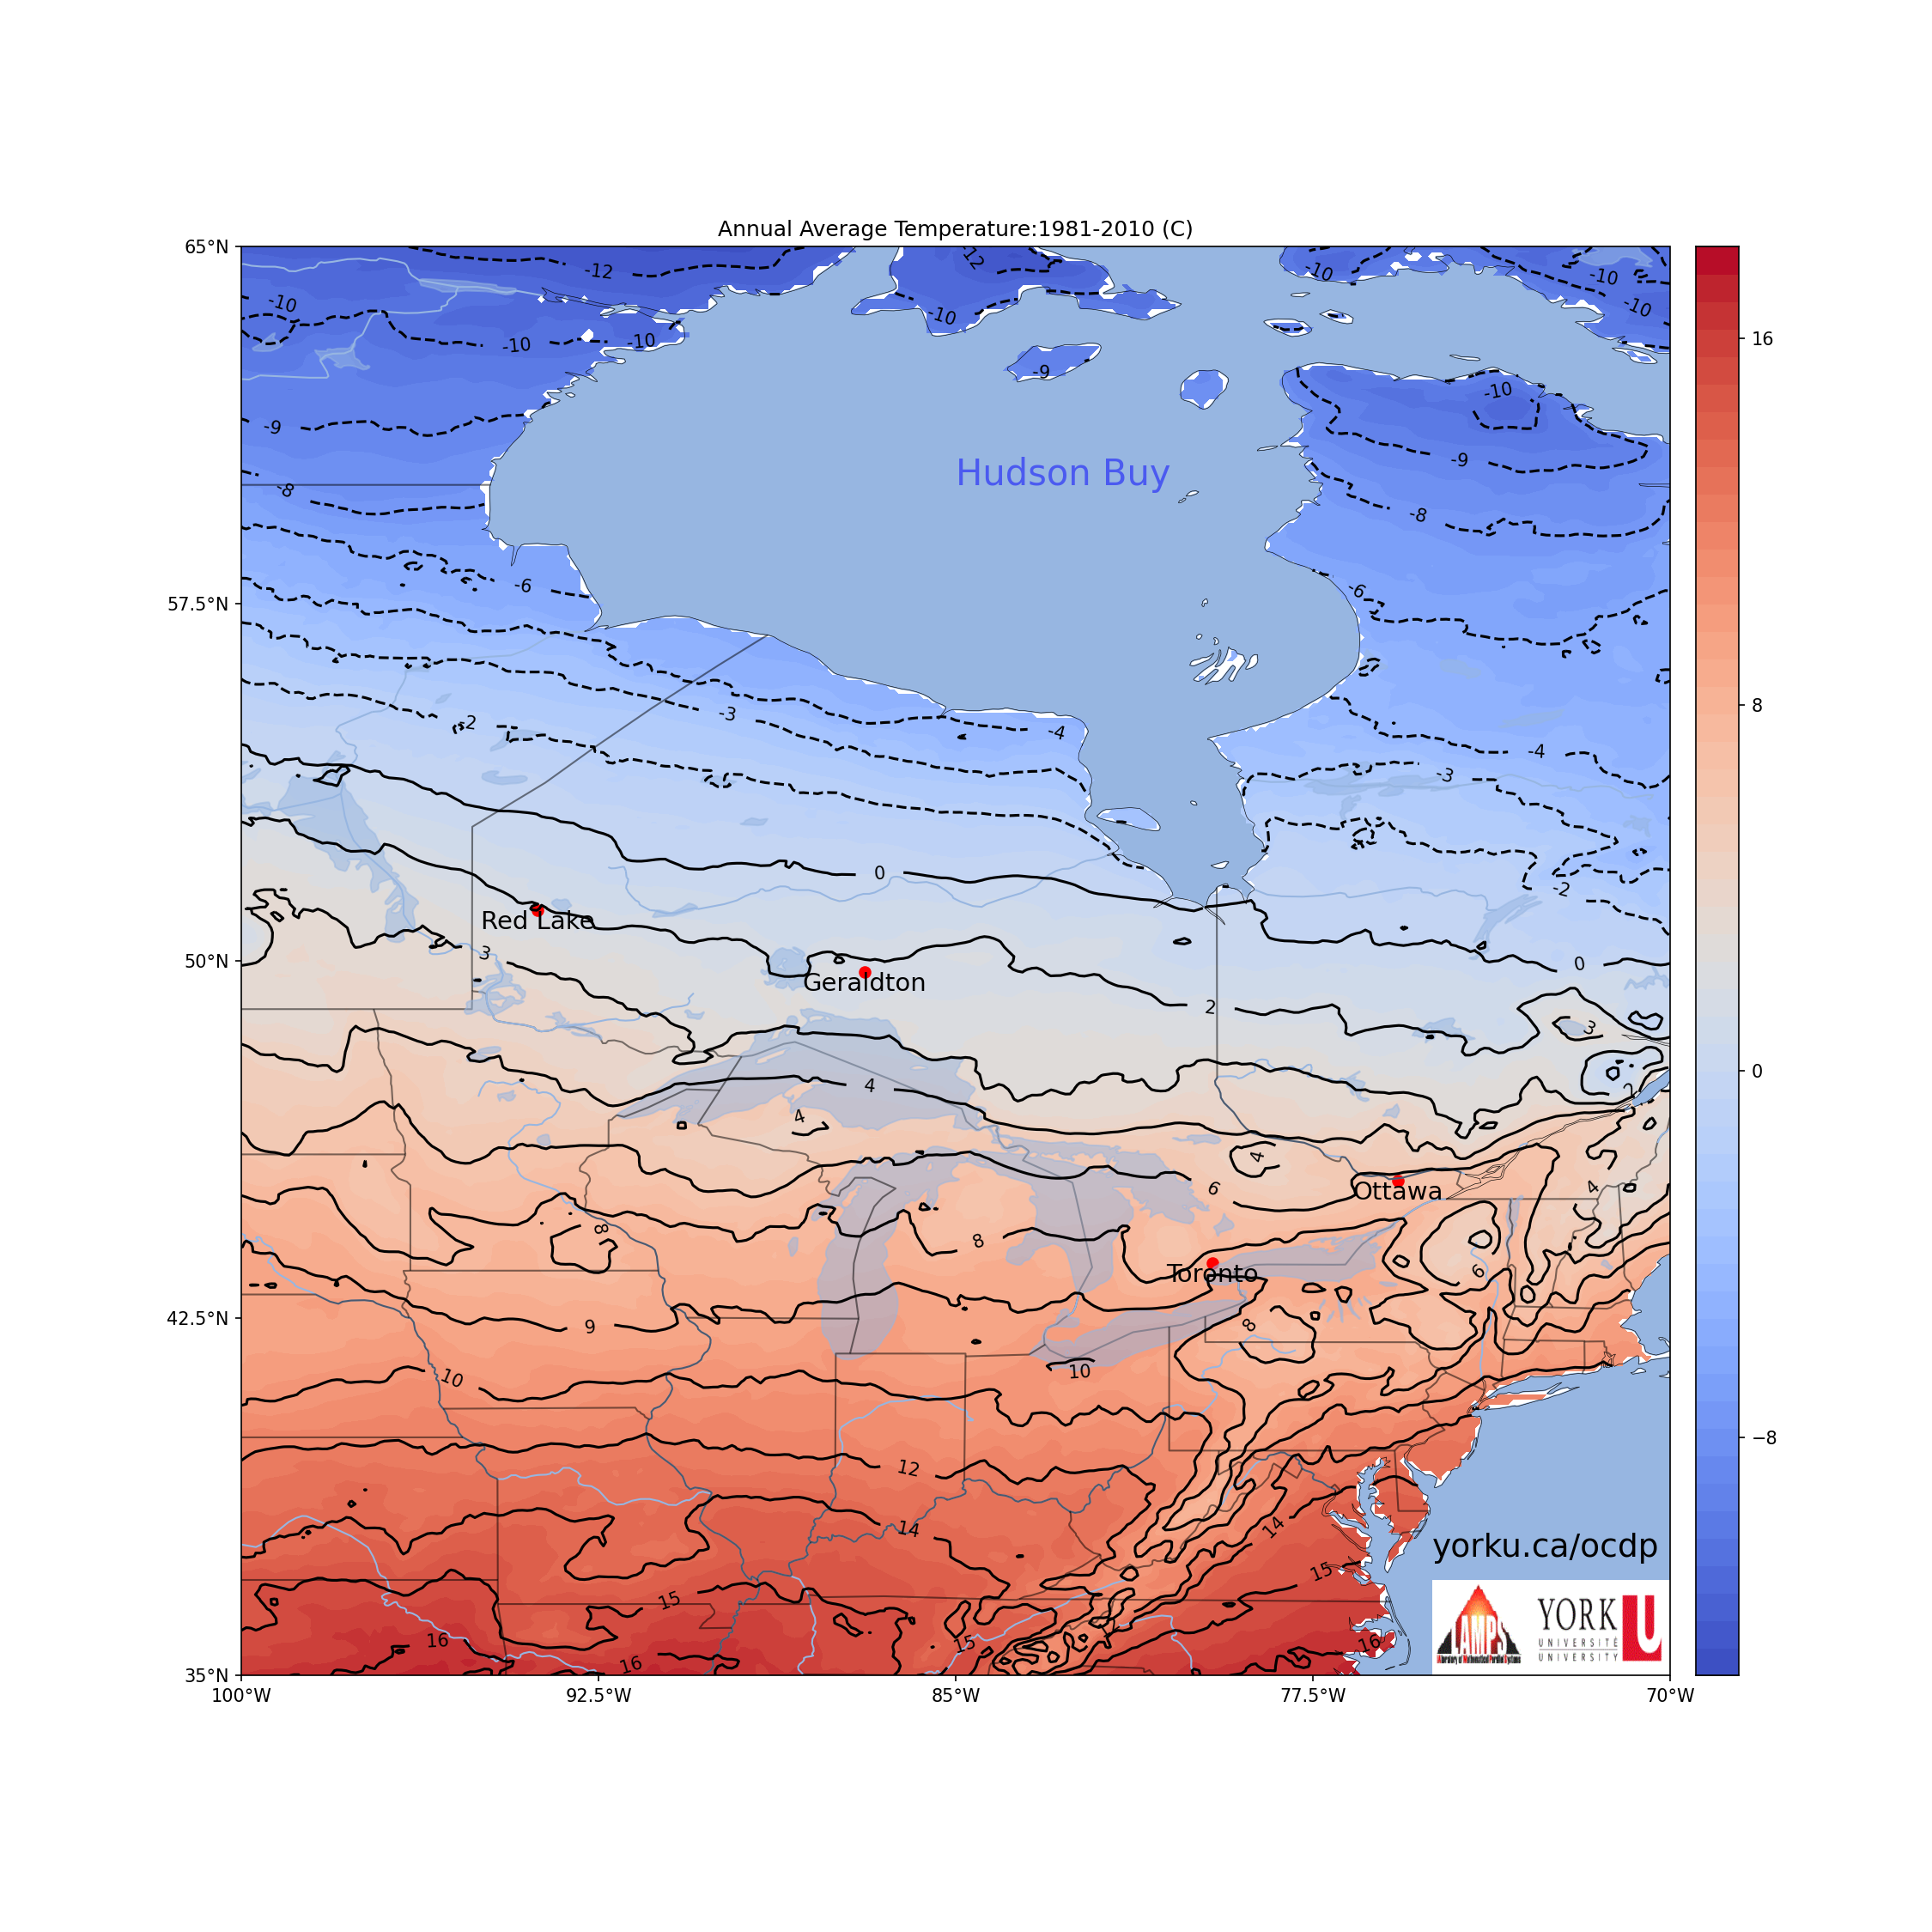 Annual Average Temperature:1981-2010 (C)
65°N
-12
-12
-10
-10
-10
-10
-10
-10
-10
-9
16
-10
-9
-9
Hudson Buy
-8
-8
-6
-6
57.5°N
-3
-2
-4
8
-4
-3
0
-2
Red Lake
3
50°N
0
Geraldton
2
3
4
0
2
4
4
6
4
Ottawa
8
8
6
Toronto
42.5°N
9
8
10
10
12
-8
14
14
yorku.ca/ocdp
15
15
16
15
16
16
LAMPS
YORK
UNIVERSITÉ
UNIVERSITY
U
35°N
100°W
92.5°W
85°W
77.5°W
70°W